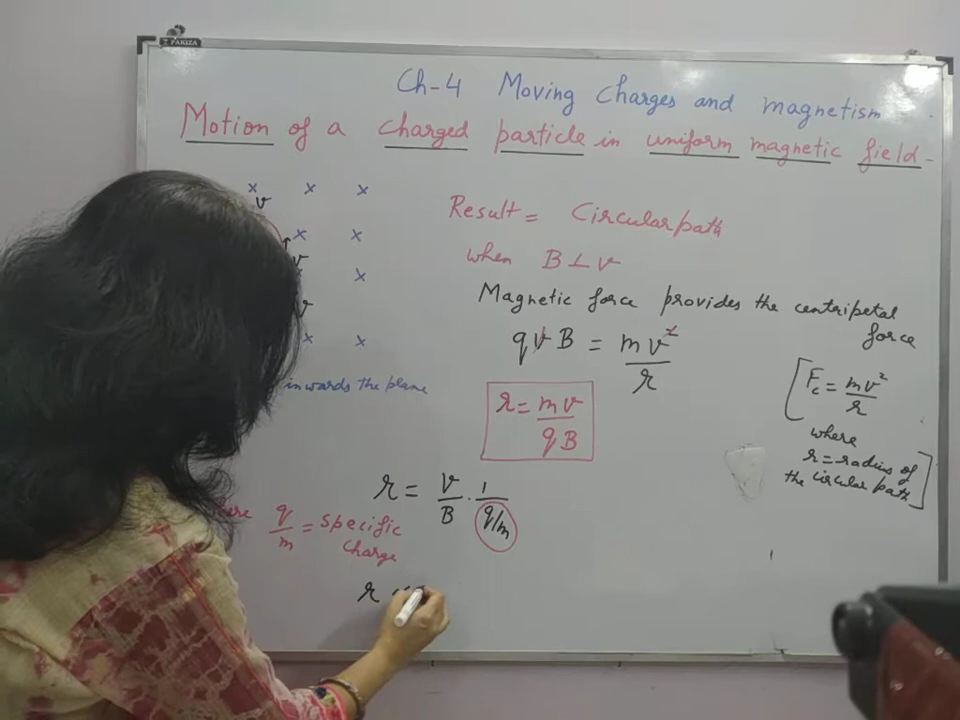 PAKIZA
Ch-4 Moving Charges and magnetism
Motion of a charged particle in uniform magnetic field -
x x x
v
x x
v
x
v
x x
inwards the plane
Result = Circular path
when B ⊥ v
Magnetic force provides the centripetal
force
qvB = mv²/r
r = mv/qB
[F_c = mv²/r
where
r = radius of
the circular path]
r = v/B · 1/(q/m)
q/m = specific
charge
r